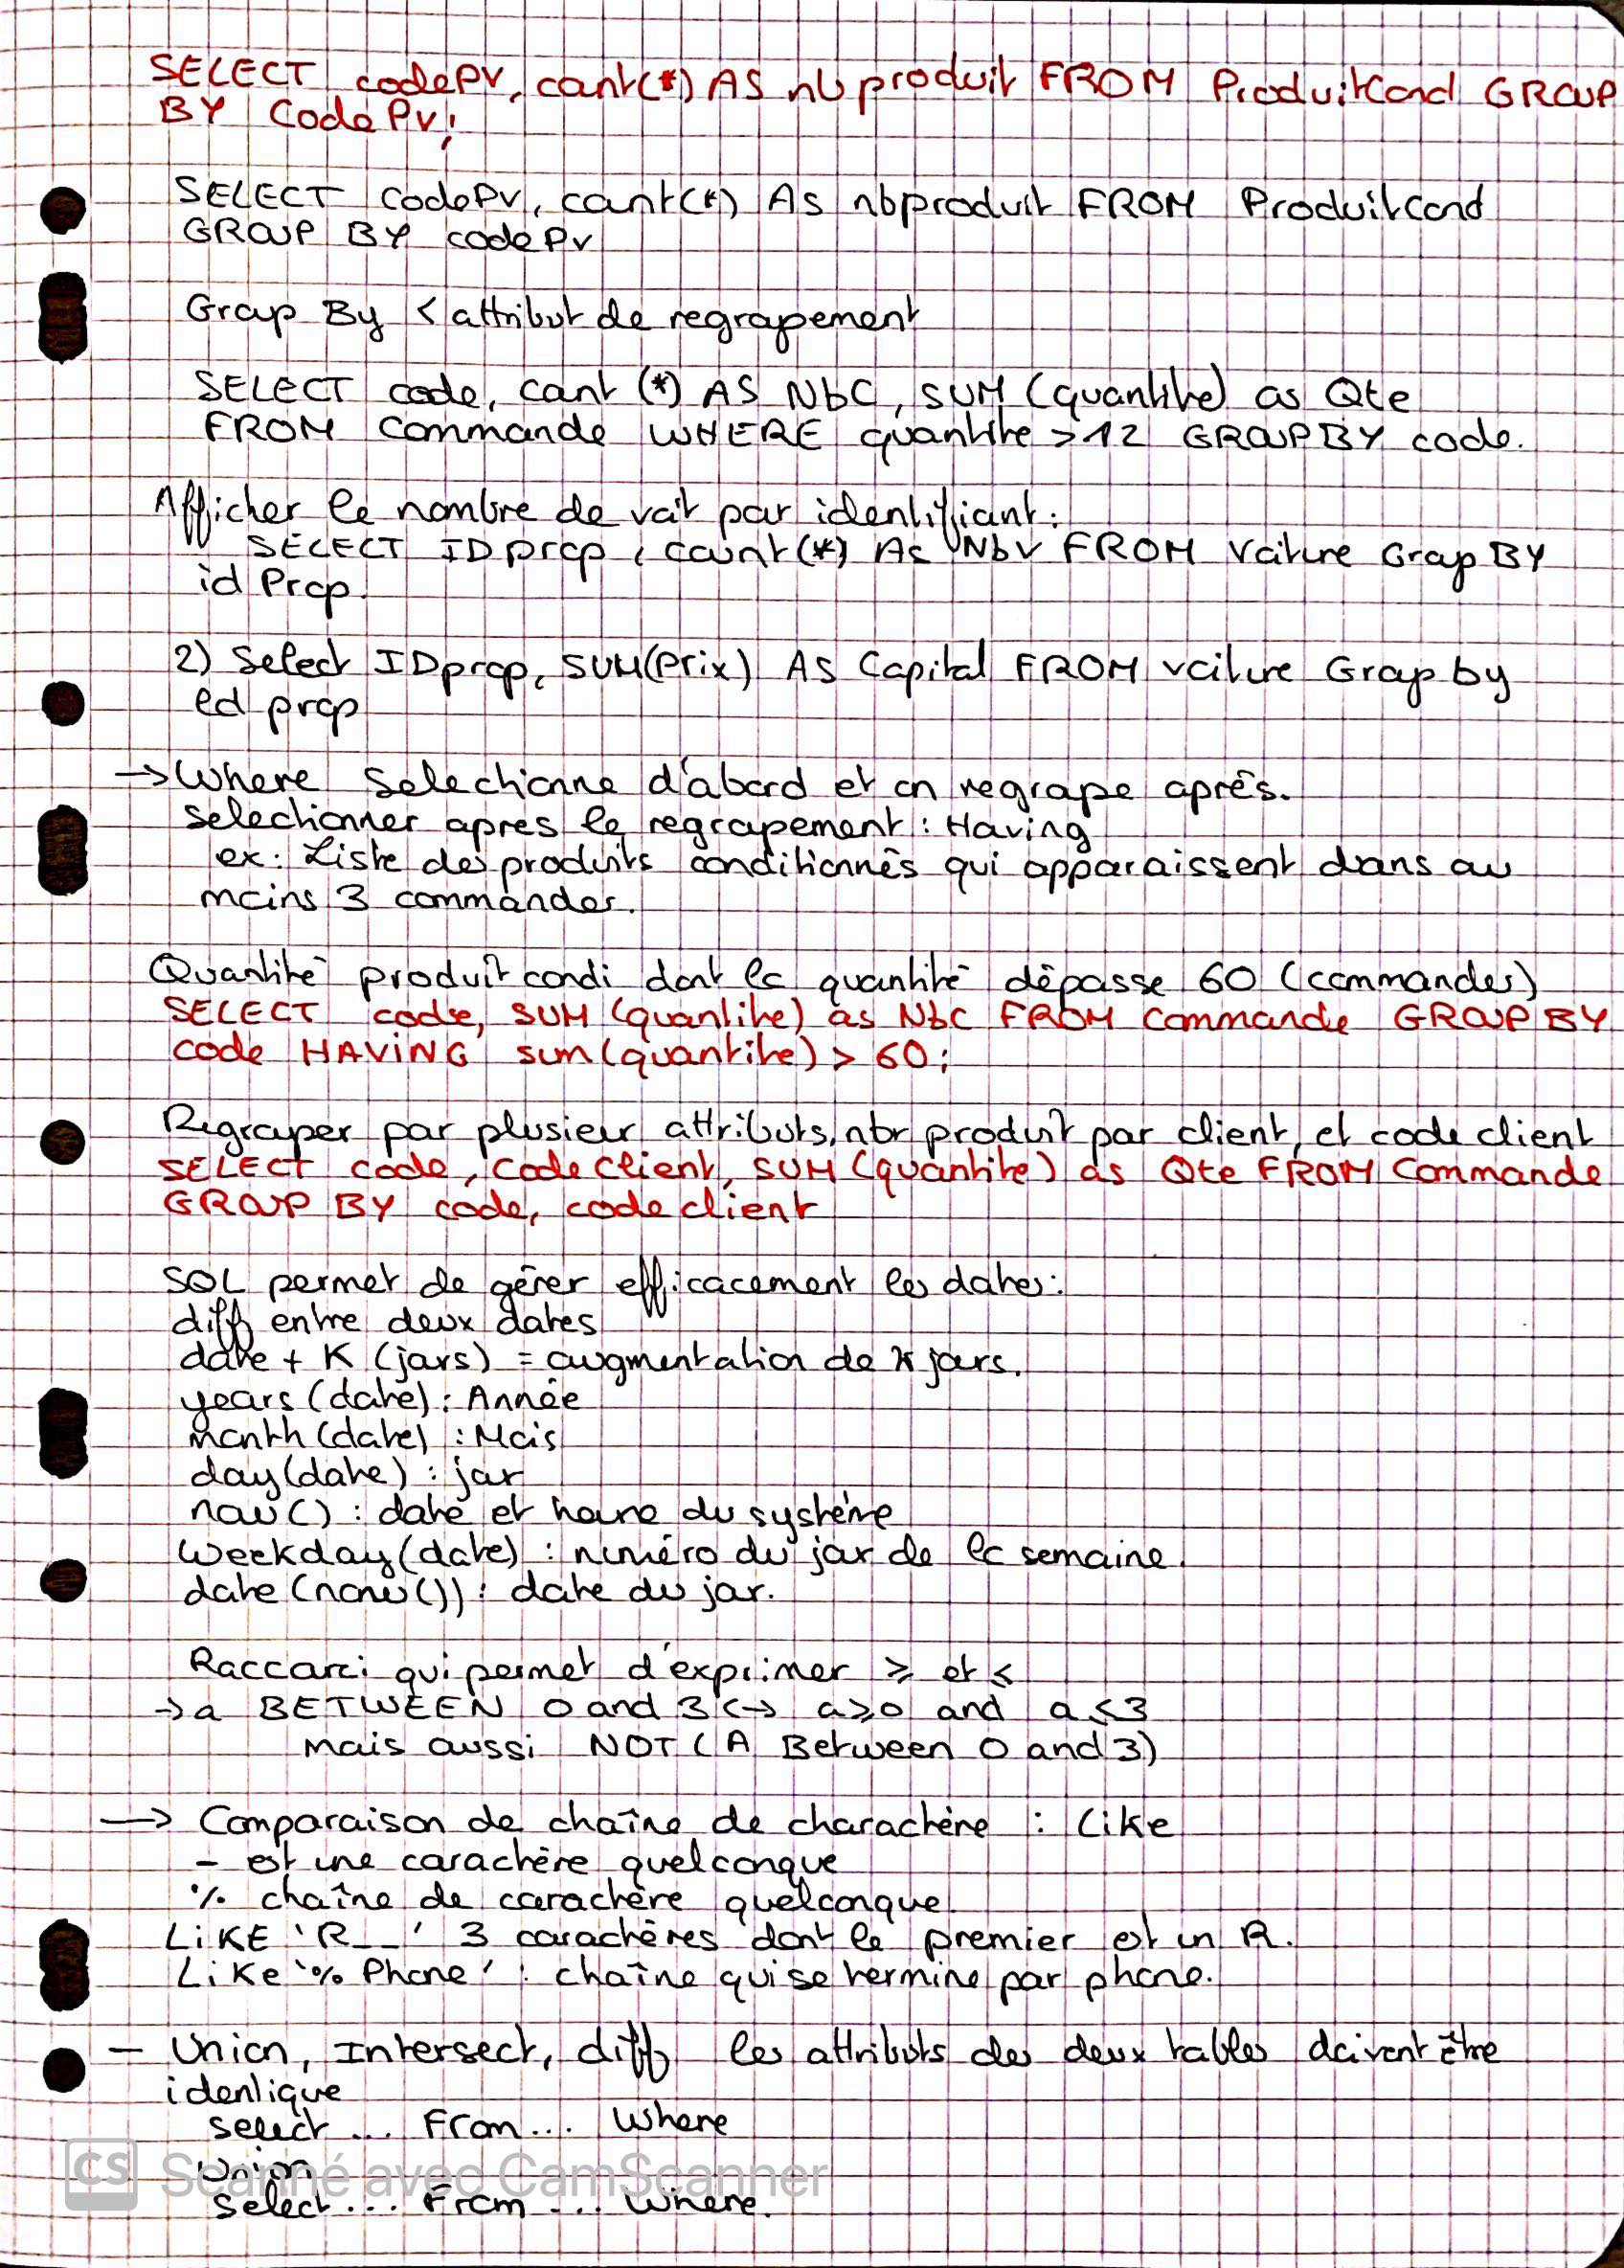 SELECT codePV, count(*) AS nb produit FROM ProduitCond GROUP
BY CodePv;
SELECT CodePV, count(*) As nbproduit FROM ProduitCond
GROUP BY codePv
Group By < attribut de regroupement
SELECT code, count (*) AS NbC, SUM (quantite) as Qte
FROM Commande WHERE quantite > 12 GROUP BY code.
Afficher le nombre de voit par identifiant :
SELECT IDprop, count(*) As NbV FROM Voiture Group BY
id Prop.
2) Select IDprop, SUM(Prix) AS Capital FROM voiture Group by
ed prop
→ Where selectionne d'abord et on regroupe après.
selectionner apres le regroupement : Having
ex: Liste des produits conditionnés qui apparaissent dans au
moins 3 commandes.
Quantité produit condi dont la quantité dépasse 60 (commandes)
SELECT code, SUM (quantite) as NbC FROM Commande GROUP BY
code HAVING sum(quantite) > 60;
Regrouper par plusieur attributs, nbr produit par client, et code client
SELECT code, Code client, SUM (quantite) as Qte FROM Commande
GROUP BY code, code client
SQL permet de gérer efficacement les dates:
diff entre deux dates
date + K (jours) = augmentation de K jours.
years (date) : Année
month (date) : Mois
day (date) : jour
now () : date et heure du système
Weekday (date) : numéro du jour de la semaine.
date (now ()) : date du jour.
Raccourci qui permet d'exprimer ⩾ et ⩽
→ a BETWEEN 0 and 3 ↔ a⩾0 and a⩽3
mais aussi NOT (A Between 0 and 3)
→ Comparaison de chaîne de charactère : Like
- est une caractère quelconque
% chaîne de caractère quelconque
LiKE 'R__' 3 caractères dont le premier est un R.
Like '% Phone' : chaîne qui se termine par phone.
- Union, Intersect, diff les attributs des deux tables doivent être
identique
select ... From ... Where
Union
select ... From ... Where.
CS Scanné avec CamScanner